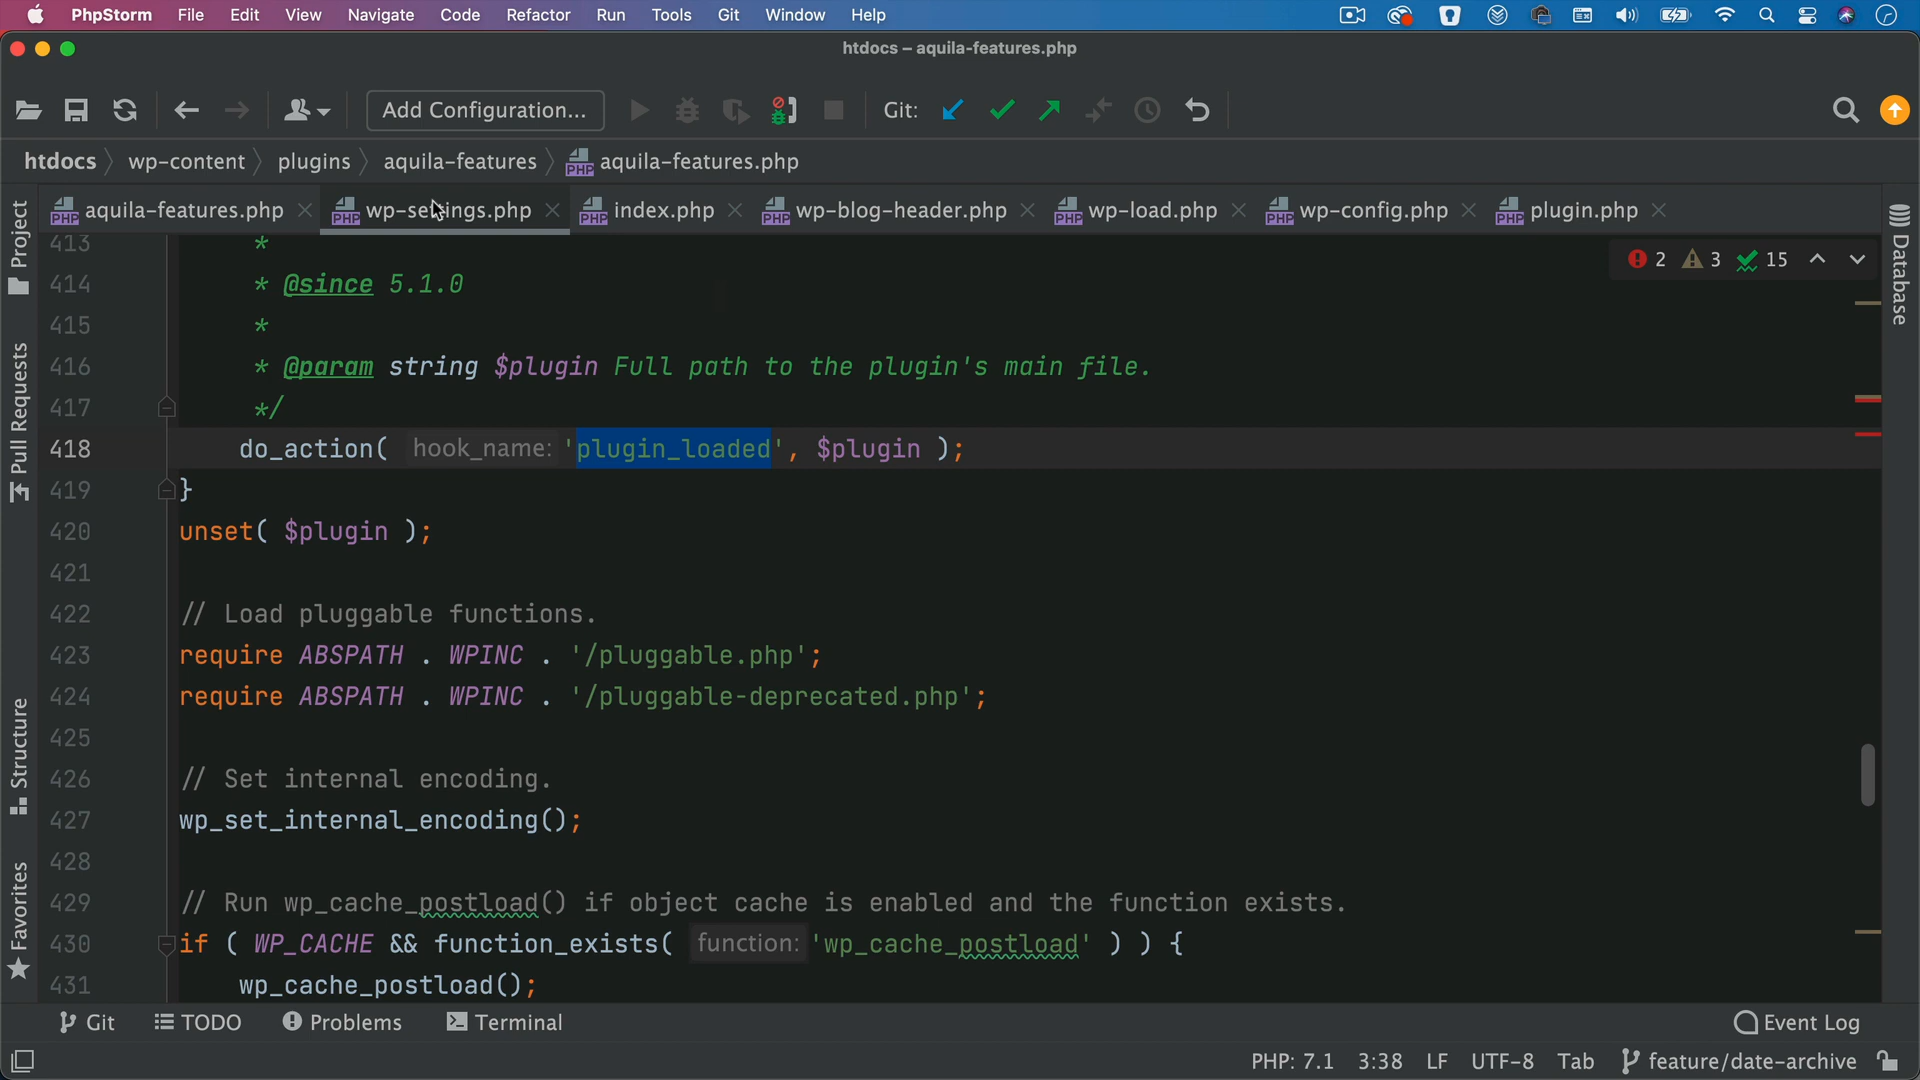 PhpStorm File Edit View Navigate Code Refactor Run Tools Git Window Help
htdocs – aquila-features.php
Add Configuration... Git:
htdocs wp-content plugins aquila-features aquila-features.php
aquila-features.php wp-settings.php index.php wp-blog-header.php wp-load.php wp-config.php plugin.php
Project
Pull Requests
Structure
Favorites
Database
2 3 15
413 *
414 * @since 5.1.0
415 *
416 * @param string $plugin Full path to the plugin's main file.
417 */
418 do_action( hook_name: 'plugin_loaded', $plugin );
419 }
420 unset( $plugin );
421
422 // Load pluggable functions.
423 require ABSPATH . WPINC . '/pluggable.php';
424 require ABSPATH . WPINC . '/pluggable-deprecated.php';
425
426 // Set internal encoding.
427 wp_set_internal_encoding();
428
429 // Run wp_cache_postload() if object cache is enabled and the function exists.
430 if ( WP_CACHE && function_exists( function: 'wp_cache_postload' ) ) {
431 wp_cache_postload();
Git TODO Problems Terminal Event Log
PHP: 7.1 3:38 LF UTF-8 Tab feature/date-archive